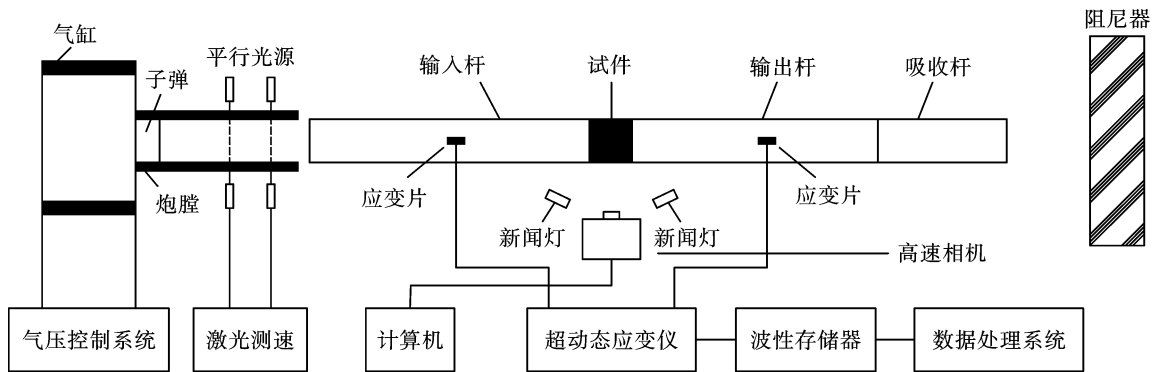 阻尼器
气缸
平行光源
子弹
输入杆
试件
输出杆
吸收杆
炮膛
应变片
应变片
新闻灯
新闻灯
高速相机
气压控制系统
激光测速
计算机
超动态应变仪
波性存储器
数据处理系统